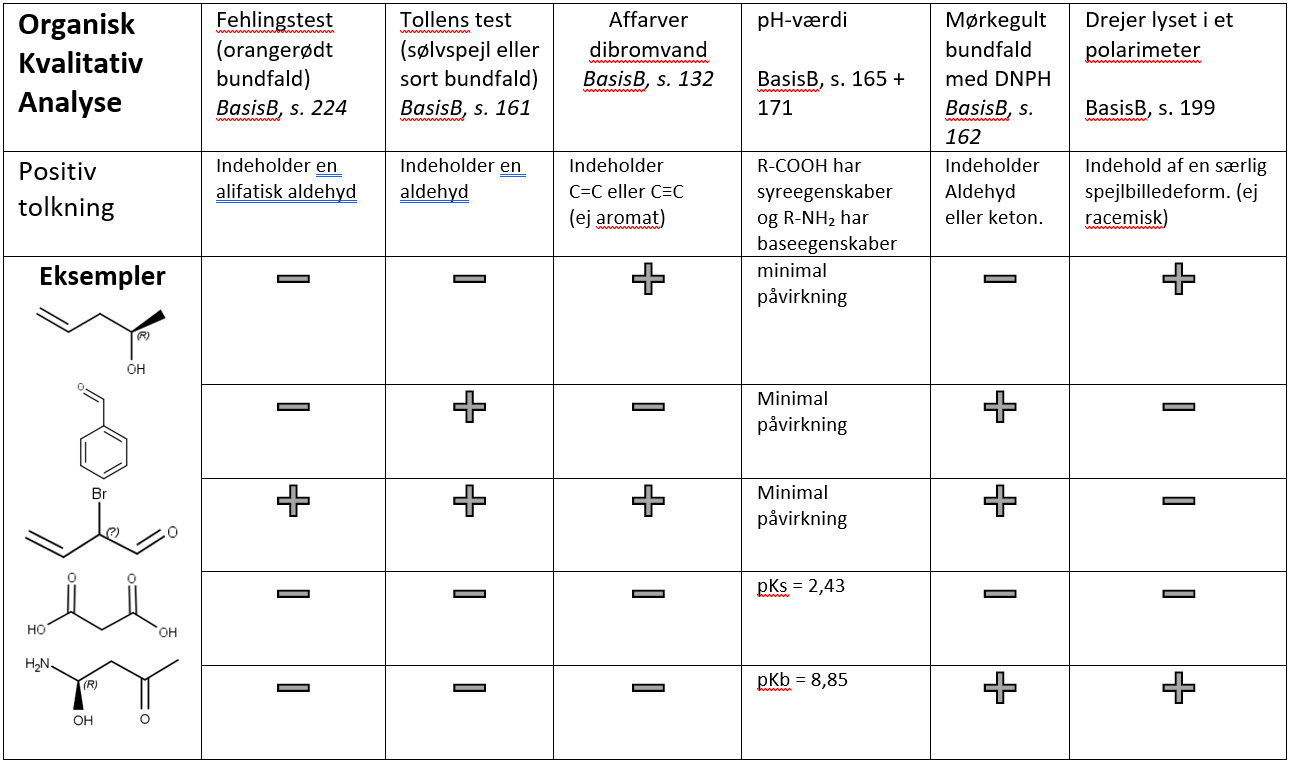 Organisk
Kvalitativ
Analyse
Fehlingstest
(orangerødt
bundfald)
BasisB, s. 224
Tollens test
(sølvspejl eller
sort bundfald)
BasisB, s. 161
Affarver
dibromvand
BasisB, s. 132
pH-værdi
BasisB, s. 165 +
171
Mørkegult
bundfald
med DNPH
BasisB, s.
162
Drejer lyset i et
polarimeter
BasisB, s. 199
Positiv
tolkning
Indeholder en
alifatisk aldehyd
Indeholder en
aldehyd
Indeholder
C=C eller C≡C
(ej aromat)
R-COOH har
syreegenskaber
og R-NH₂ har
baseegenskaber
Indeholder
Aldehyd
eller keton.
Indehold af en særlig
spejlbilledeform. (ej
racemisk)
Eksempler
(R)
OH
− − + minimal
påvirkning
− +
O
− + − Minimal
påvirkning
+ −
Br
(?)
O
+ + + Minimal
påvirkning
+ −
O O
HO OH
− − − pKs = 2,43 − −
H₂N
(R)
OH O
− − − pKb = 8,85 + +